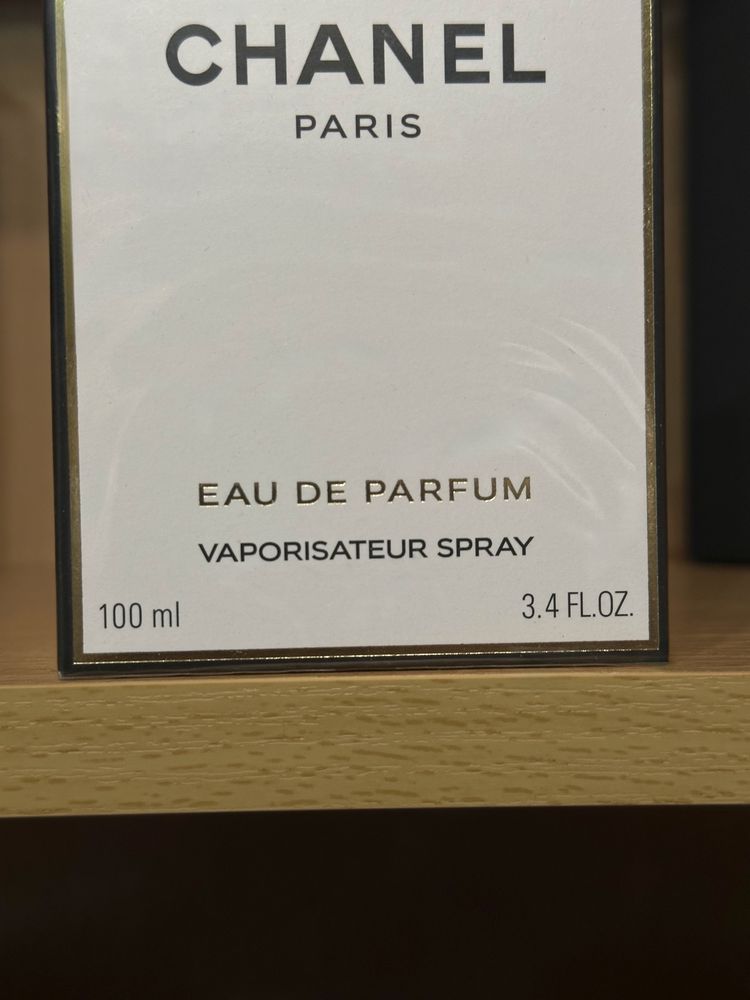 CHANEL
PARIS
EAU DE PARFUM
VAPORISATEUR SPRAY
100 ml
3.4 FL.OZ.